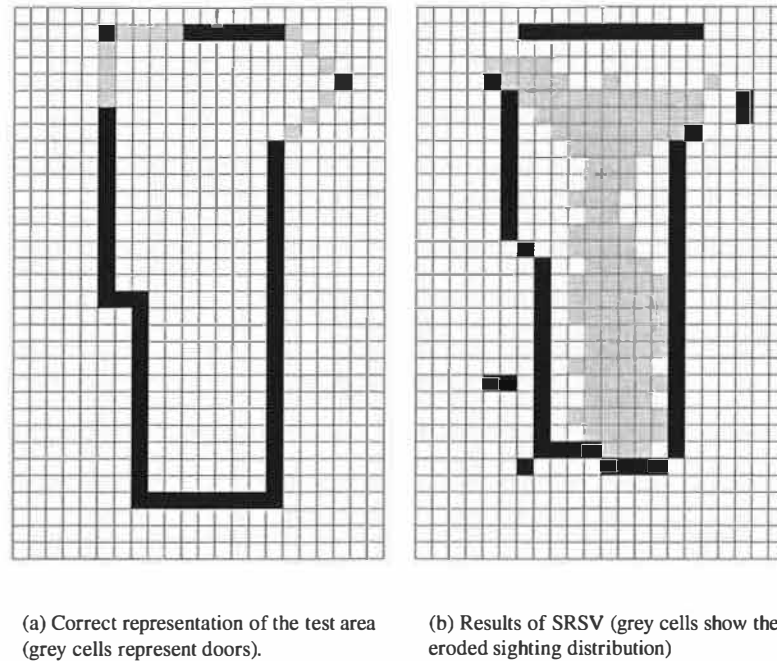 (a) Correct representation of the test area
(grey cells represent doors).
(b) Results of SRSV (grey cells show the
eroded sighting distribution)